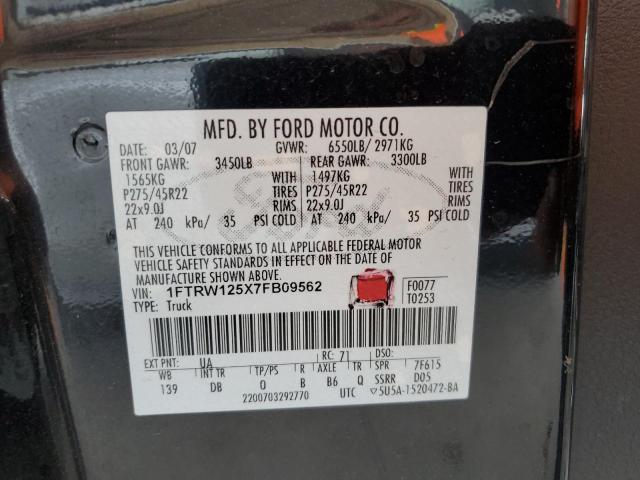 MFD. BY FORD MOTOR CO.
DATE: 03/07 GVWR: 6550LB/ 2971KG
FRONT GAWR: 3450LB REAR GAWR: 3300LB
1565KG WITH 1497KG WITH
P275/45R22 TIRES P275/45R22 TIRES
22x9.0J RIMS 22x9.0J RIMS
AT 240 kPa/ 35 PSI COLD AT 240 kPa/ 35 PSI COLD
THIS VEHICLE CONFORMS TO ALL APPLICABLE FEDERAL MOTOR
VEHICLE SAFETY STANDARDS IN EFFECT ON THE DATE OF
MANUFACTURE SHOWN ABOVE.
VIN: 1FTRW125X7FB09562 F0077
TYPE: Truck T0253
EXT PNT: UA RC: 71 DSO:
WB INT TR TP/PS R AXLE TR SPR 7F615
139 DB O B B6 Q SSRR D05
2200703292770 UTC ▽5U5A-1520472-BA
Ford